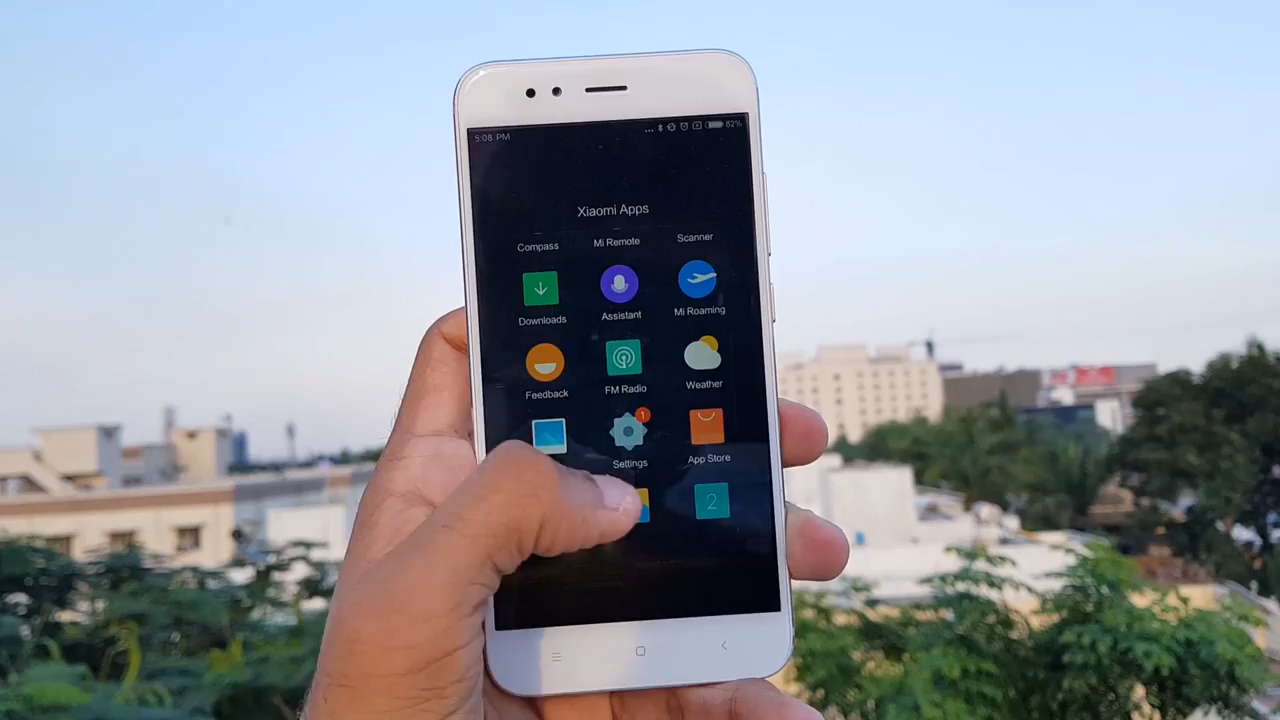 5:08 PM
82%
Xiaomi Apps
Compass Mi Remote Scanner
Downloads Assistant Mi Roaming
Feedback FM Radio Weather
1
Settings App Store
2